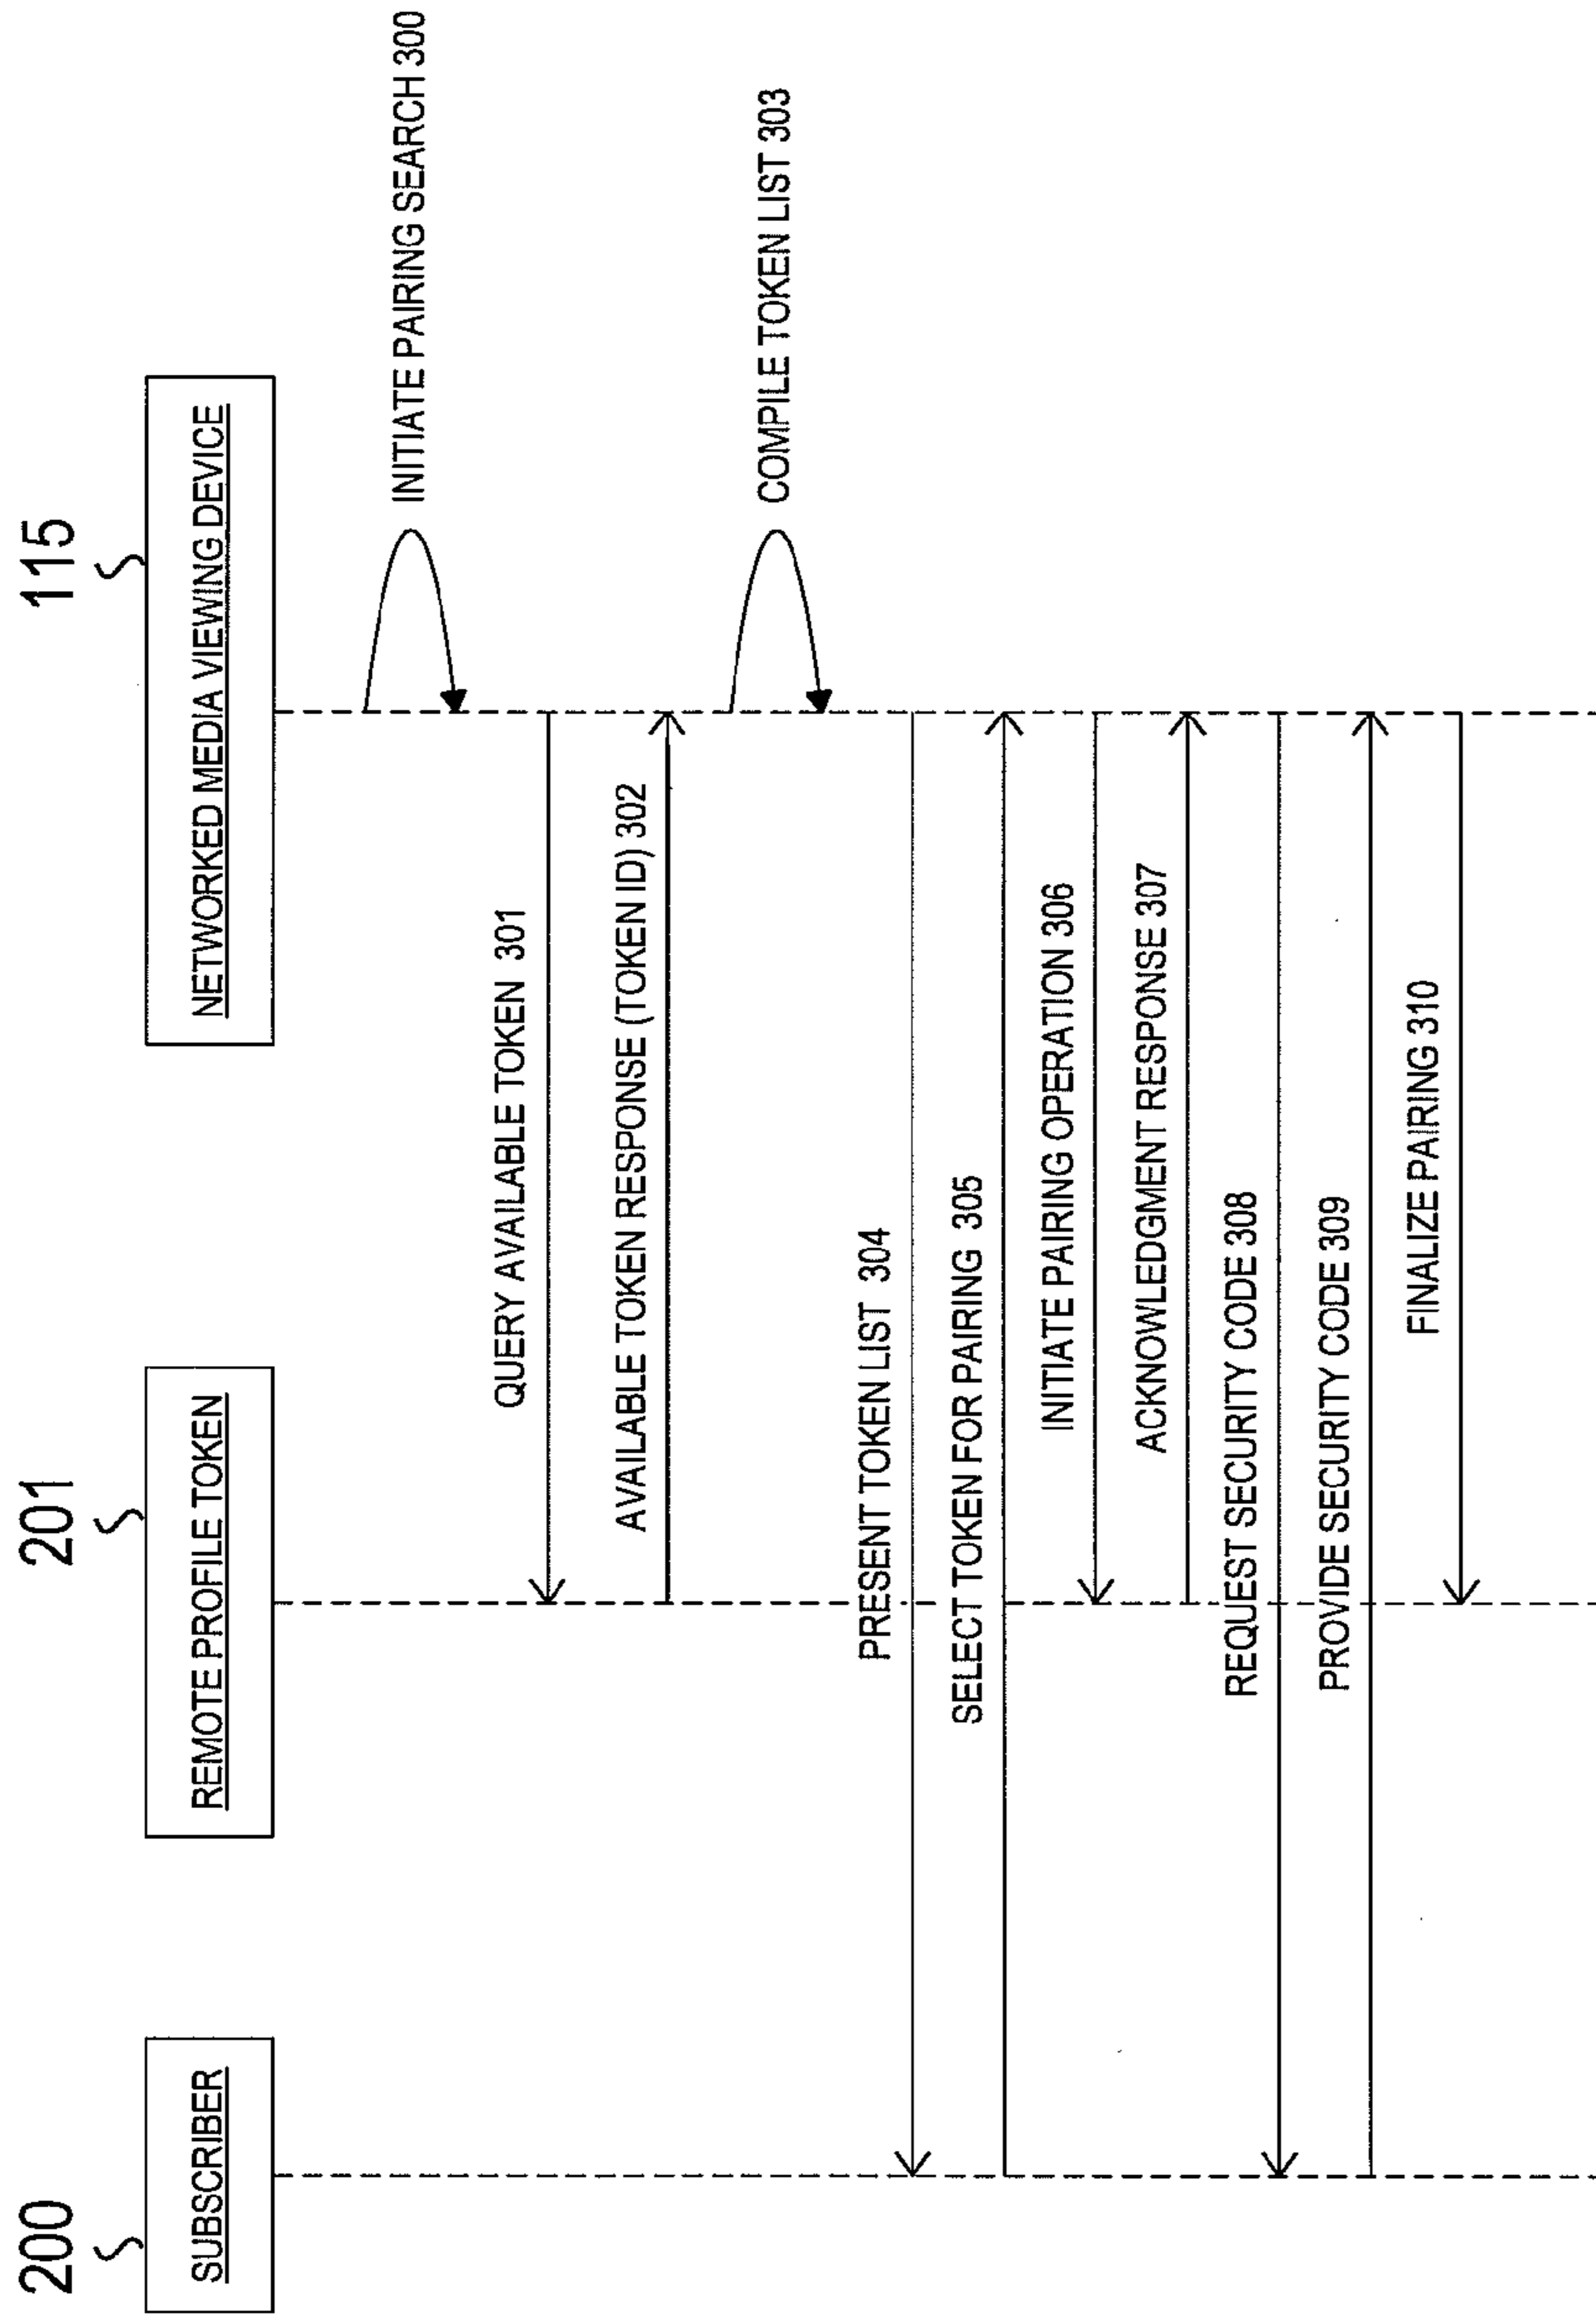 200
SUBSCRIBER
201
REMOTE PROFILE TOKEN
115
NETWORKED MEDIA VIEWING DEVICE
INITIATE PAIRING SEARCH 300
QUERY AVAILABLE TOKEN 301
AVAILABLE TOKEN RESPONSE (TOKEN ID) 302
COMPILE TOKEN LIST 303
PRESENT TOKEN LIST 304
SELECT TOKEN FOR PAIRING 305
INITIATE PAIRING OPERATION 306
ACKNOWLEDGMENT RESPONSE 307
REQUEST SECURITY CODE 308
PROVIDE SECURITY CODE 309
FINALIZE PAIRING 310